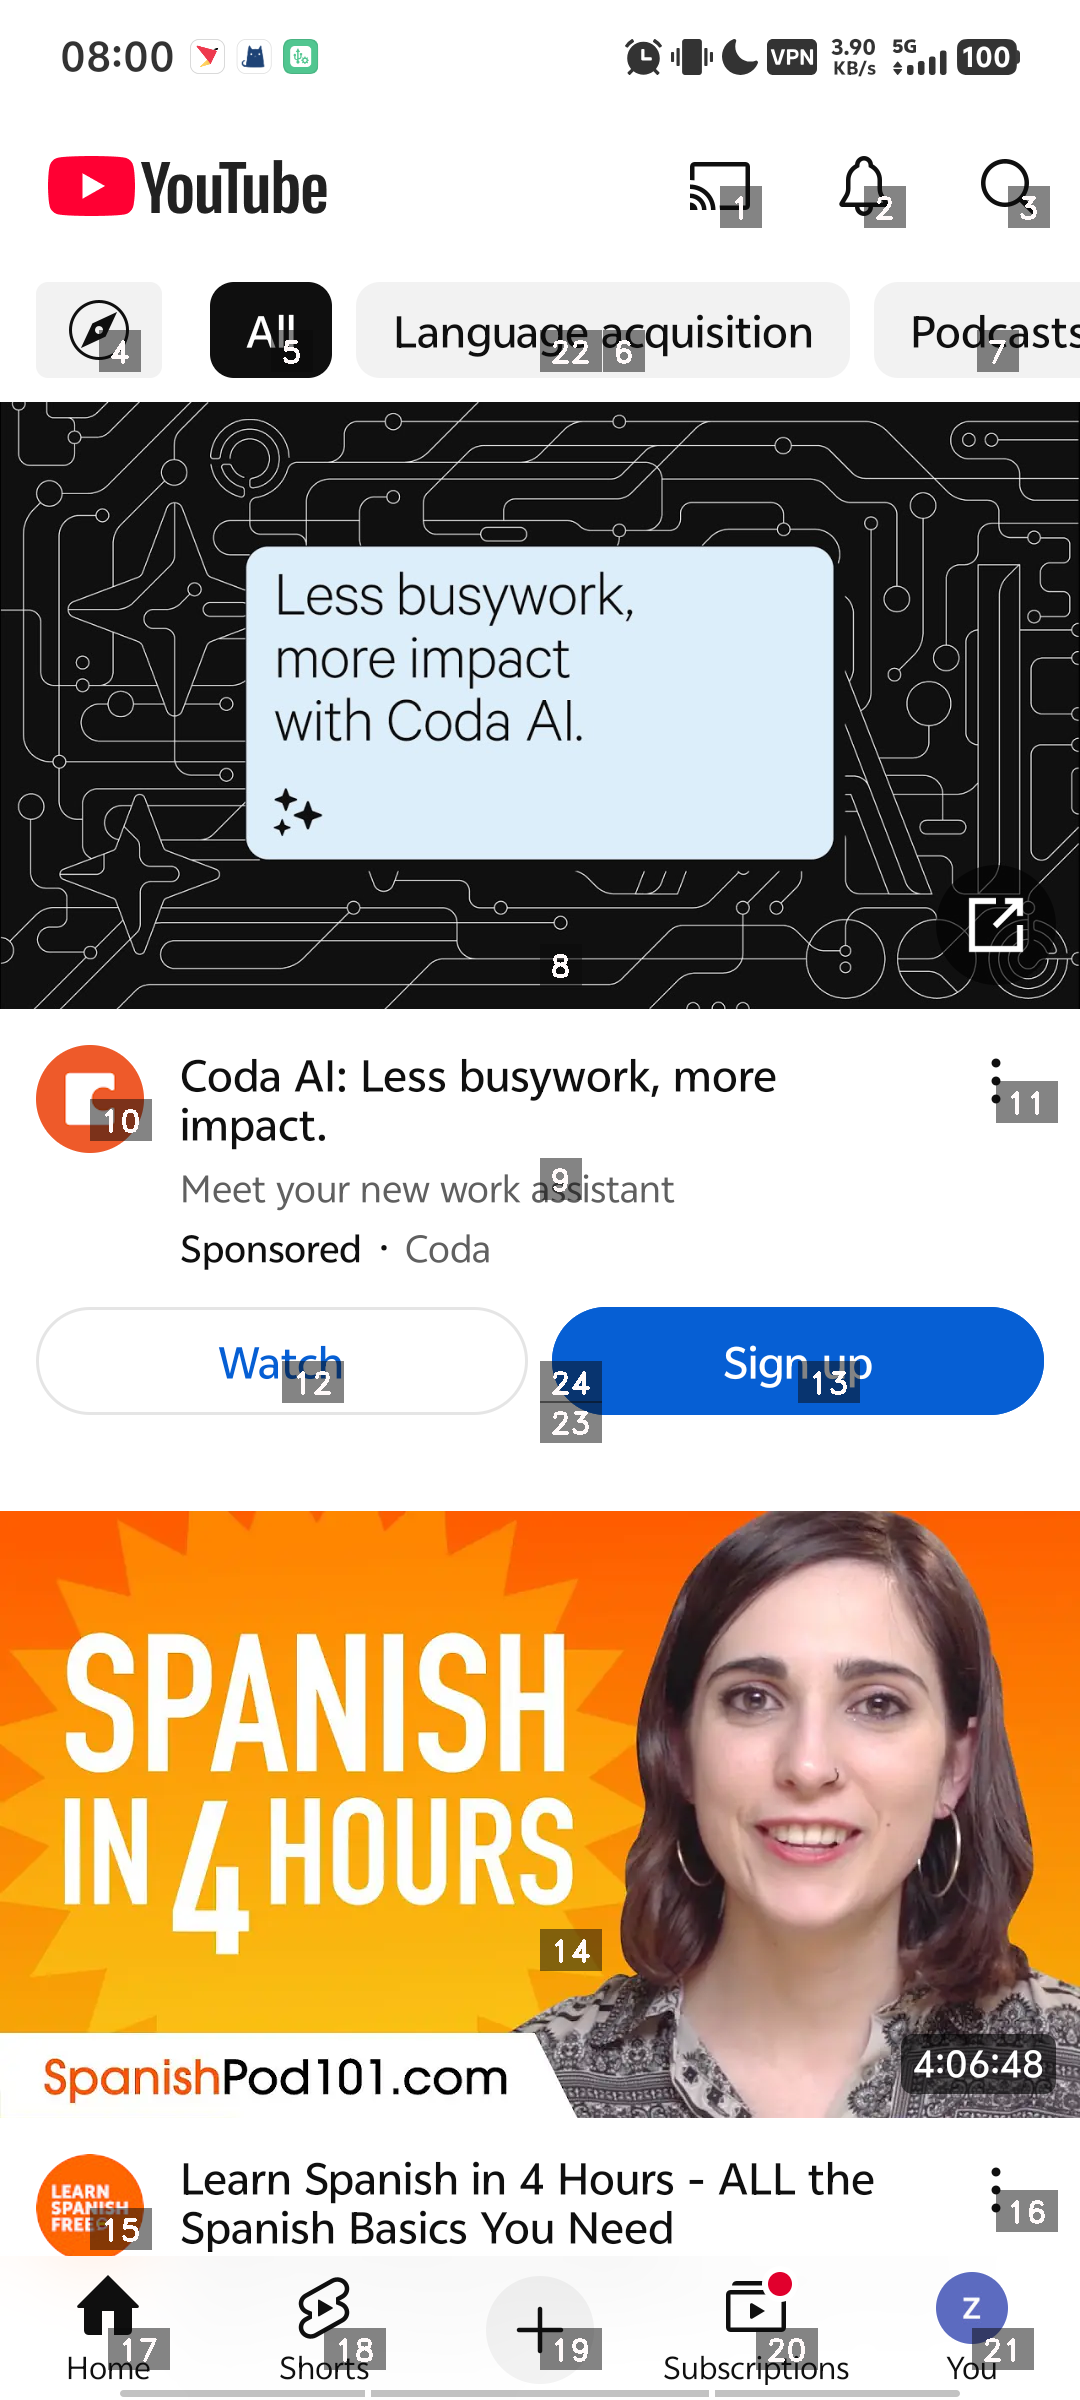 08:00
VPN
3.90
KB/s
5G
100
YouTube
1
2
3
4
All
5
Language acquisition
22
6
Podcasts
7
Less busywork,
more impact
with Coda AI.
8
Coda AI: Less busywork, more
impact.
10
11
Meet your new work assistant
9
Sponsored · Coda
Watch
12
Sign up
13
24
23
SPANISH
IN 4 HOURS
14
SpanishPod101.com
4:06:48
LEARN
SPANISH
FREE
15
Learn Spanish in 4 Hours - ALL the
Spanish Basics You Need
16
Z
17
18
19
20
21
Home
Shorts
Subscriptions
You